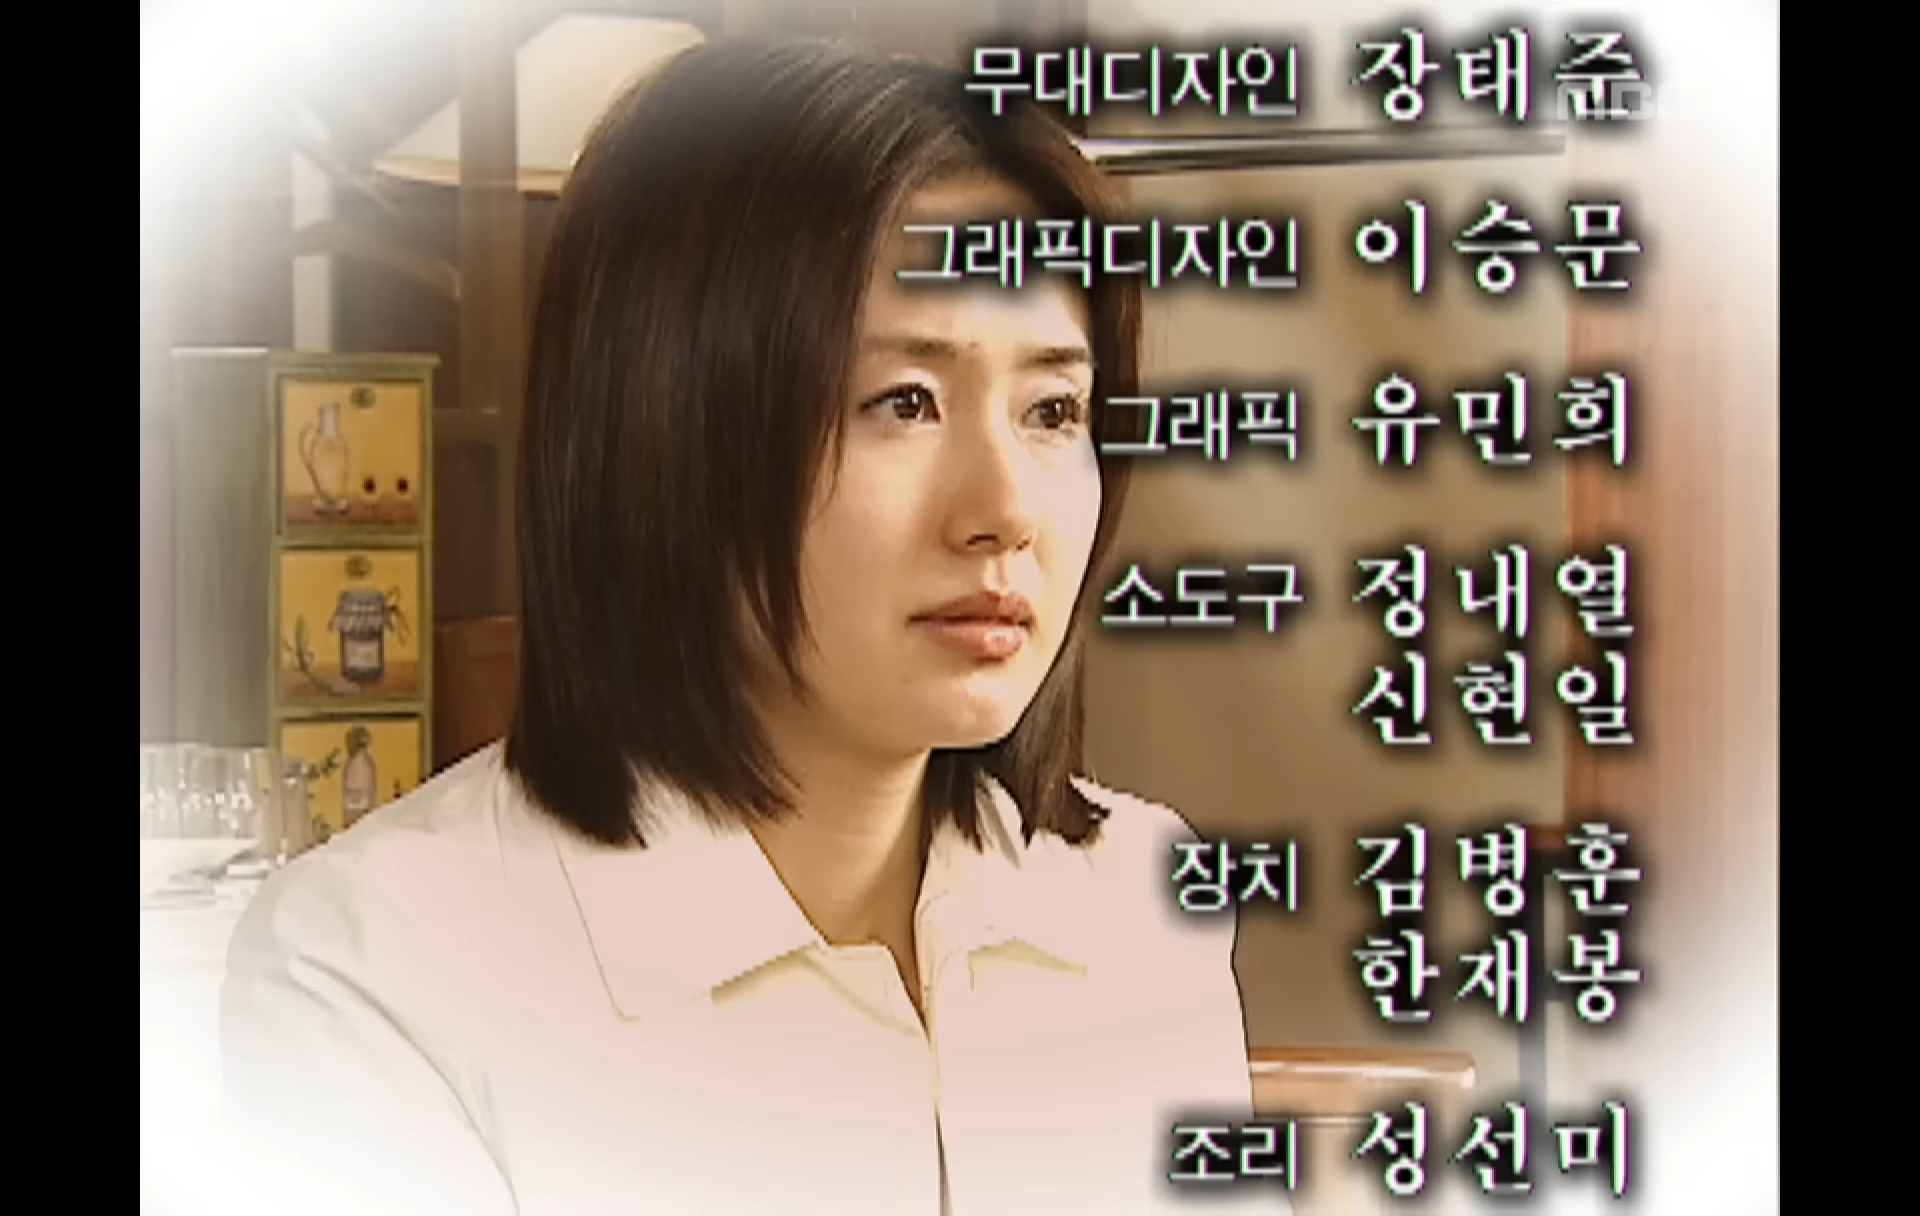 무대디자인 장태준
그래픽디자인 이승문
그래픽 유민희
소도구 정내열
신현일
장치 김병훈
한재봉
조리 성선미